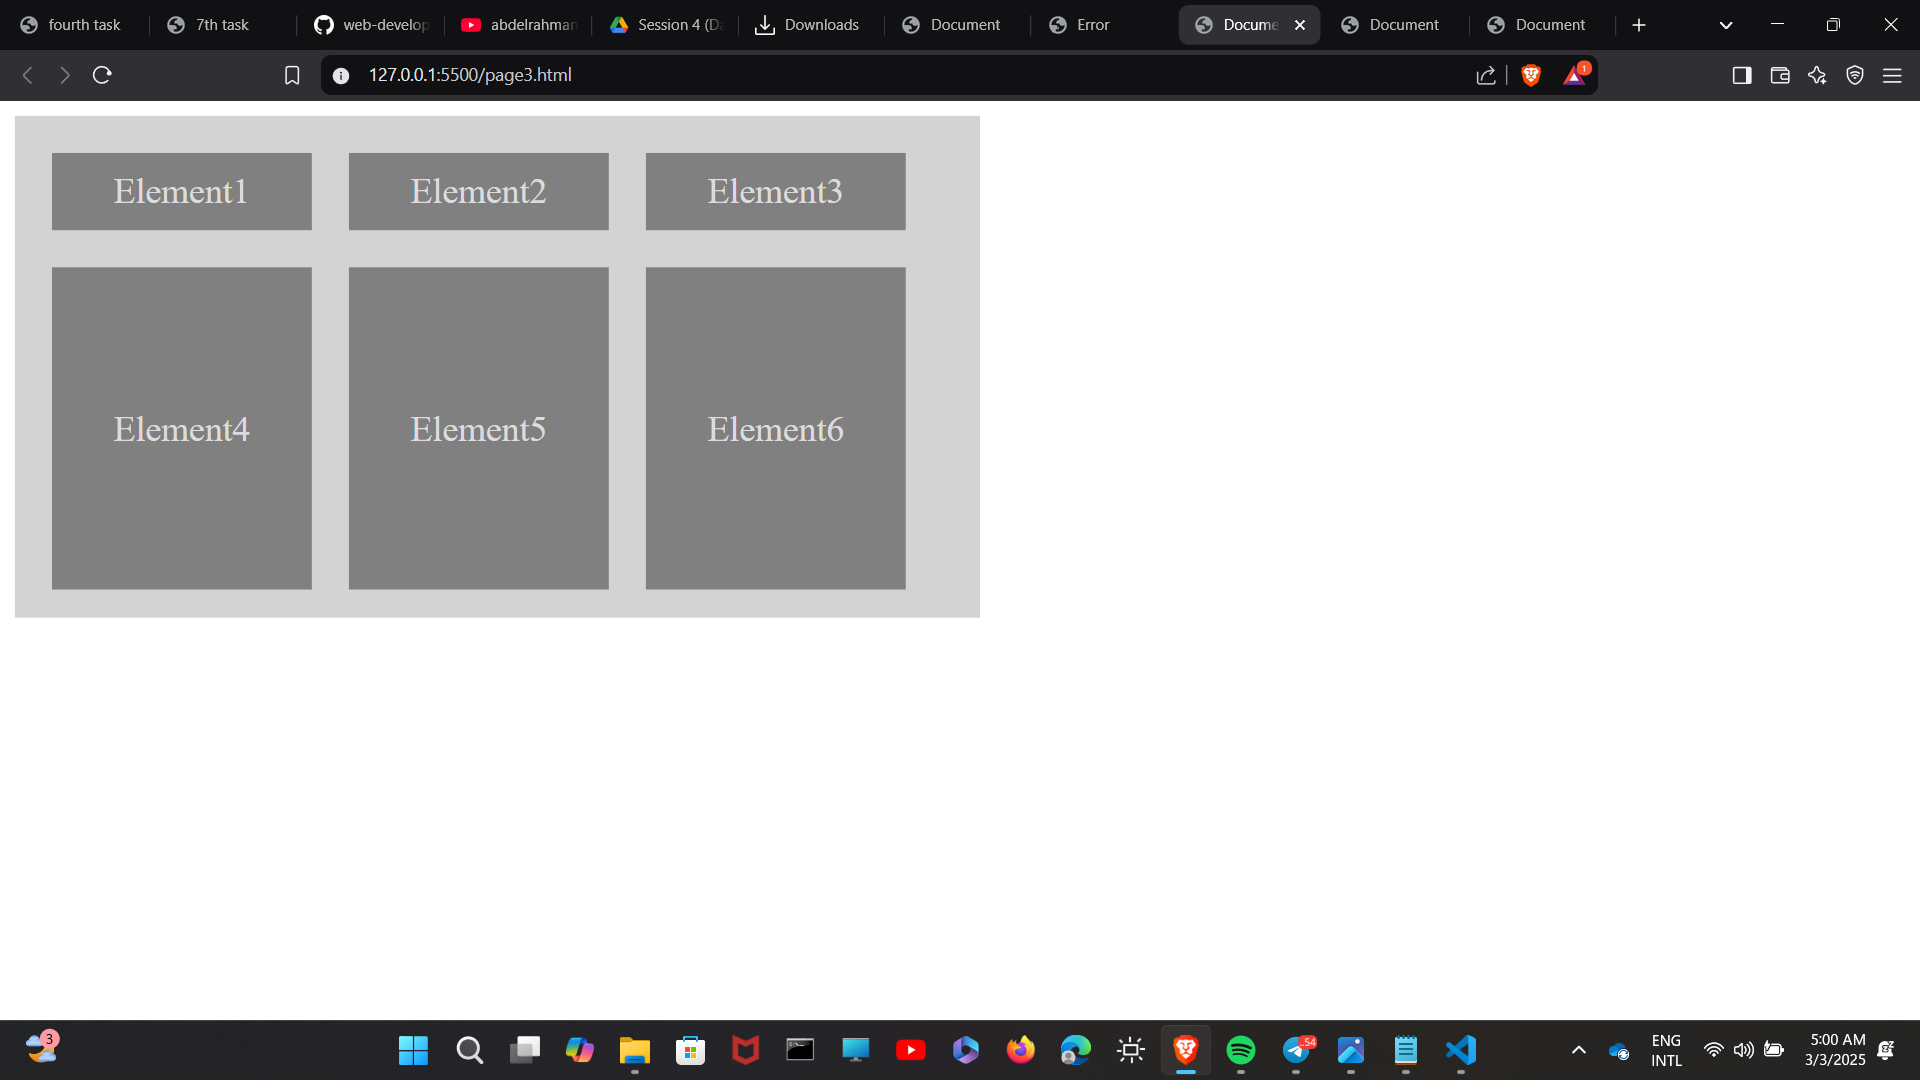 fourth task
7th task
web-develop
abdelrahman
Session 4 (Da
Downloads
Document
Error
Docume
Document
Document
127.0.0.1:5500/page3.html
1
Element1
Element2
Element3
Element4
Element5
Element6
3
54
ENG
INTL
5:00 AM
3/3/2025